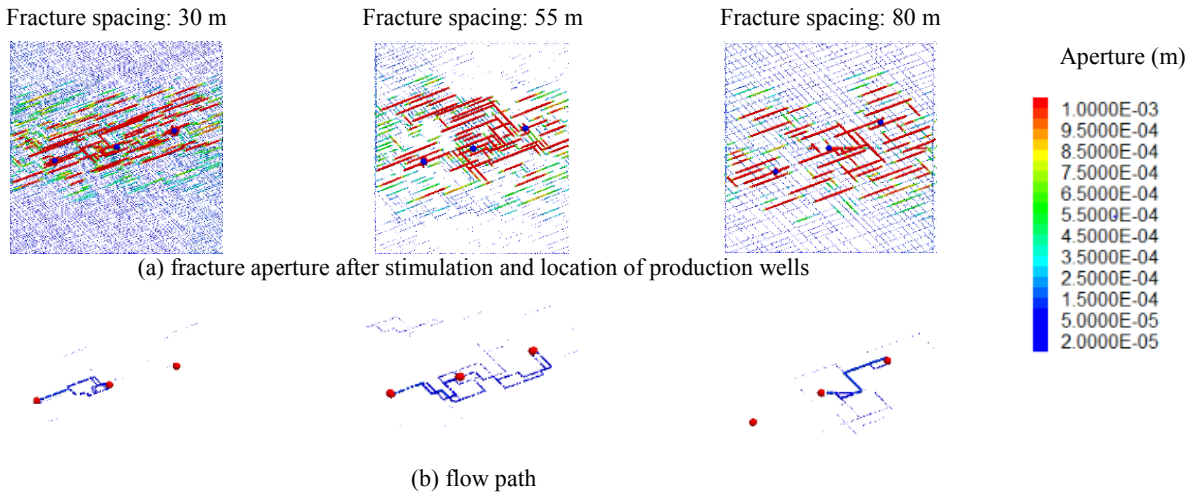 Fracture spacing: 30 m
Fracture spacing: 55 m
Fracture spacing: 80 m
Aperture (m)
1.0000E-03
9.5000E-04
8.5000E-04
7.5000E-04
6.5000E-04
5.5000E-04
4.5000E-04
3.5000E-04
2.5000E-04
1.5000E-04
5.0000E-05
2.0000E-05
(a) fracture aperture after stimulation and location of production wells
(b) flow path